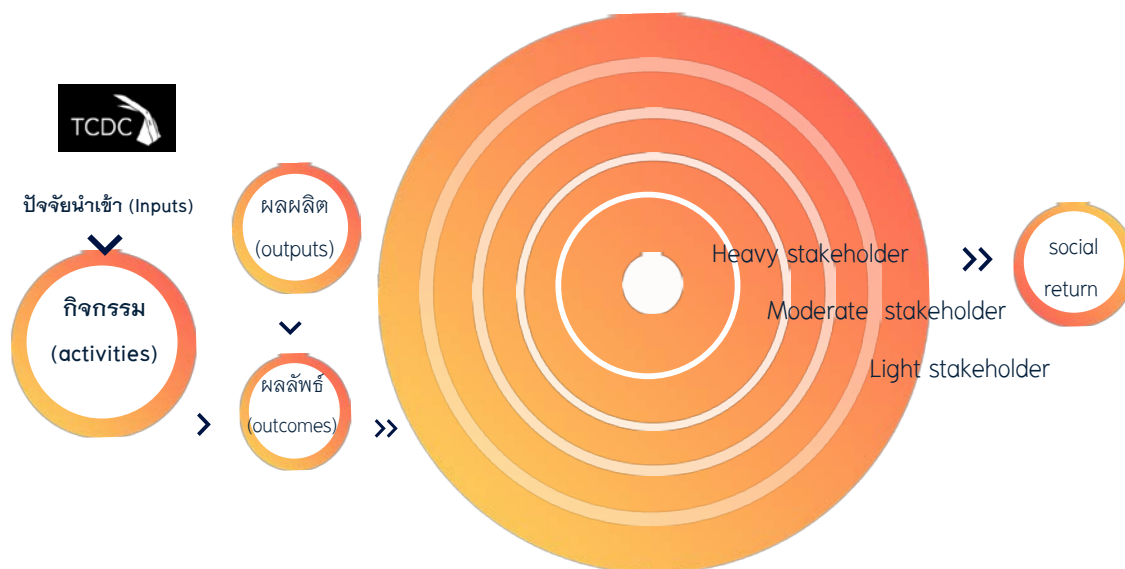 TCDC
ปัจจัยนำเข้า (Inputs)
กิจกรรม
(activities)
ผลผลิต
(outputs)
ผลลัพธ์
(outcomes)
Heavy stakeholder
Moderate stakeholder
Light stakeholder
social
return